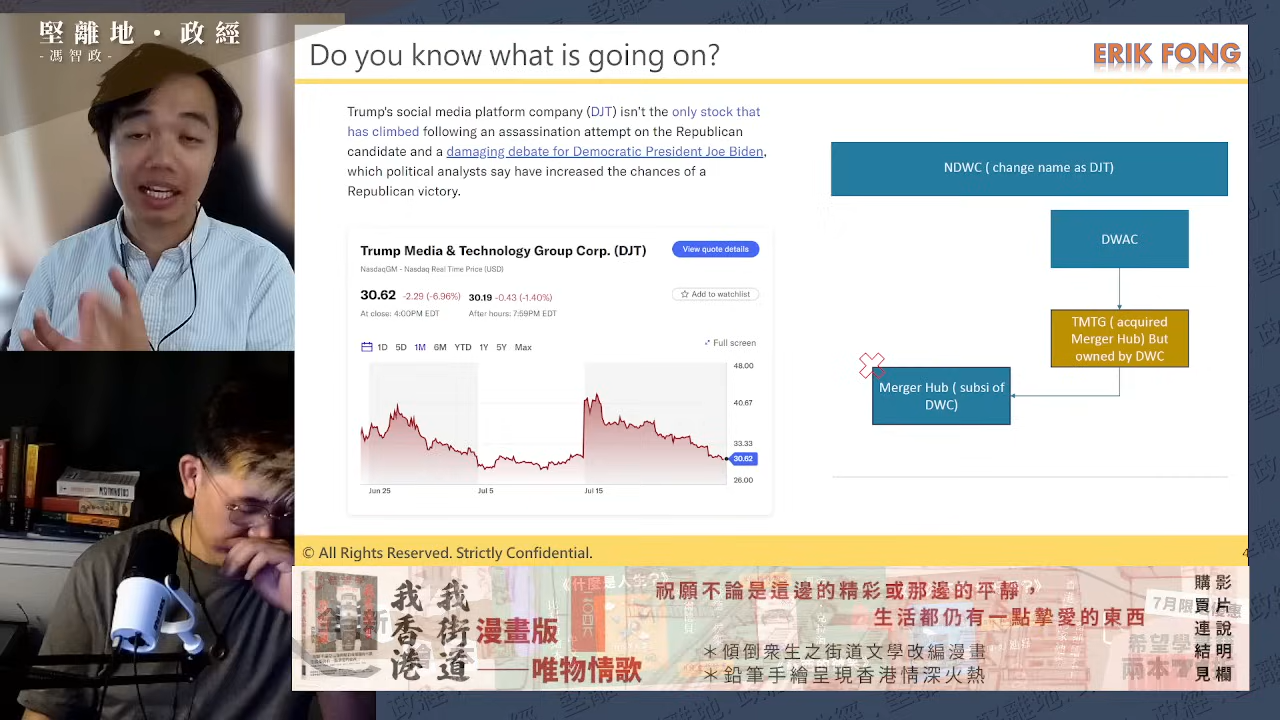 堅離地・政經
-馮智政-
Do you know what is going on?
ERIK FONG
Trump's social media platform company (DJT) isn't the only stock that
has climbed following an assassination attempt on the Republican
candidate and a damaging debate for Democratic President Joe Biden,
which political analysts say have increased the chances of a
Republican victory.
Trump Media & Technology Group Corp. (DJT)
View quote details
NasdaqGM - Nasdaq Real Time Price (USD)
30.62 -2.29 (-6.96%) 30.19 -0.43 (-1.40%)
At close: 4:00PM EDT After hours: 7:59PM EDT
Add to watchlist
1D 5D 1M 6M YTD 1Y 5Y Max
Full screen
48.00
40.67
33.33
30.62
26.00
Jun 25 Jul 5 Jul 15
NDWC ( change name as DJT)
DWAC
TMTG ( acquired
Merger Hub) But
owned by DWC
Merger Hub ( subsi of
DWC)
© All Rights Reserved. Strictly Confidential.
4
我香港
我街道
漫畫版
——唯物情歌
祝願不論是這邊的精彩或那邊的平靜，
生活都仍有一點摯愛的東西
＊傾倒衆生之街道文學改編漫畫
＊鉛筆手繪呈現香港情深火熱
購買連結見
影片說明欄